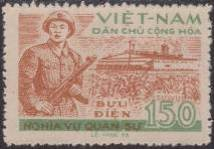 VIỆT-NAM
DÂN CHỦ CỘNG HÒA
BƯU ĐIỆN
150
NGHĨA VỤ QUÂN SỰ